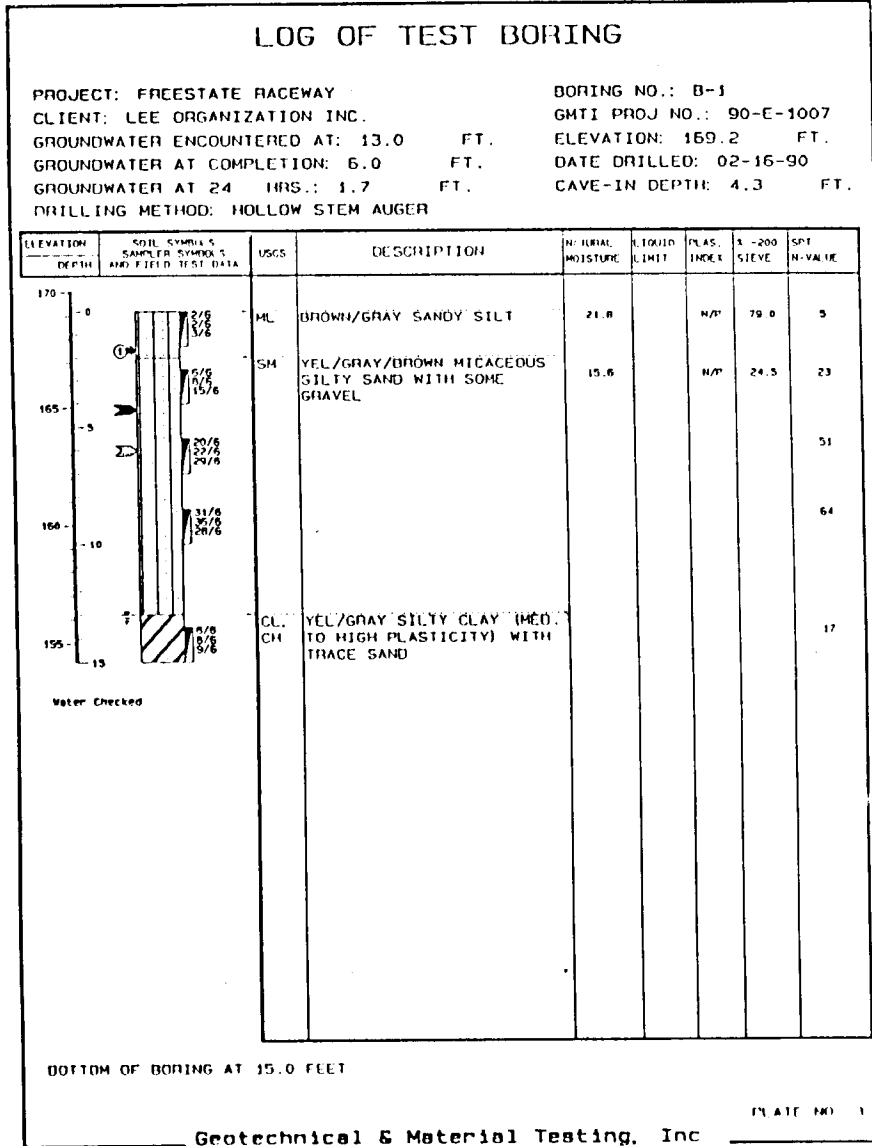 LOG OF TEST BORING
PROJECT: FREESTATE RACEWAY BORING NO.: B-1
CLIENT: LEE ORGANIZATION INC. GMTI PROJ NO.: 90-E-1007
GROUNDWATER ENCOUNTERED AT: 13.0 FT. ELEVATION: 169.2 FT.
GROUNDWATER AT COMPLETION: 6.0 FT. DATE DRILLED: 02-16-90
GROUNDWATER AT 24 HRS.: 1.7 FT. CAVE-IN DEPTH: 4.3 FT.
DRILLING METHOD: HOLLOW STEM AUGER
ELEVATION SOIL SYMBOLS USCS DESCRIPTION NATURAL LIQUID PLAS. % -200 SPT
DEPTH SAMPLER SYMBOLS MOISTURE LIMIT INDEX SIEVE N-VALUE
AND FIELD TEST DATA
170
0 2/6 ML BROWN/GRAY SANDY SILT 21.8 N/P 79.0 5
2/6
3/6
1
SM YEL/GRAY/BROWN MICACEOUS
6/6 SILTY SAND WITH SOME 15.6 N/P 24.5 23
8/6 GRAVEL
15/6
165
5
20/6 51
22/6
29/6
31/6 64
36/6
28/6
160
10
CL, YEL/GRAY SILTY CLAY (MED.
CH TO HIGH PLASTICITY) WITH 17
TRACE SAND
8/6
9/6
155
15
Water Checked
BOTTOM OF BORING AT 15.0 FEET
PLATE NO 1
Geotechnical & Material Testing, Inc